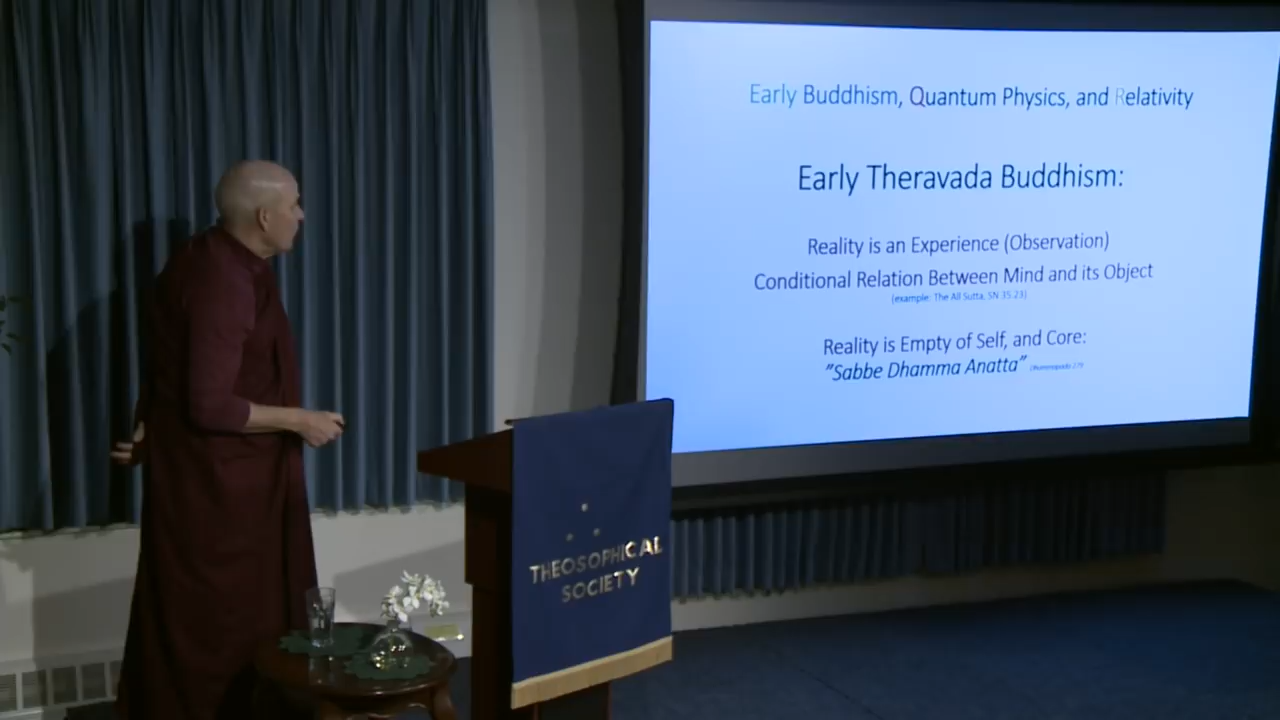 Early Buddhism, Quantum Physics, and Relativity
Early Theravada Buddhism:
Reality is an Experience (Observation)
Conditional Relation Between Mind and its Object
(example: The All Sutta, SN 35.23)
Reality is Empty of Self, and Core:
"Sabbe Dhamma Anatta" Dhammapada 279
THEOSOPHICAL
SOCIETY